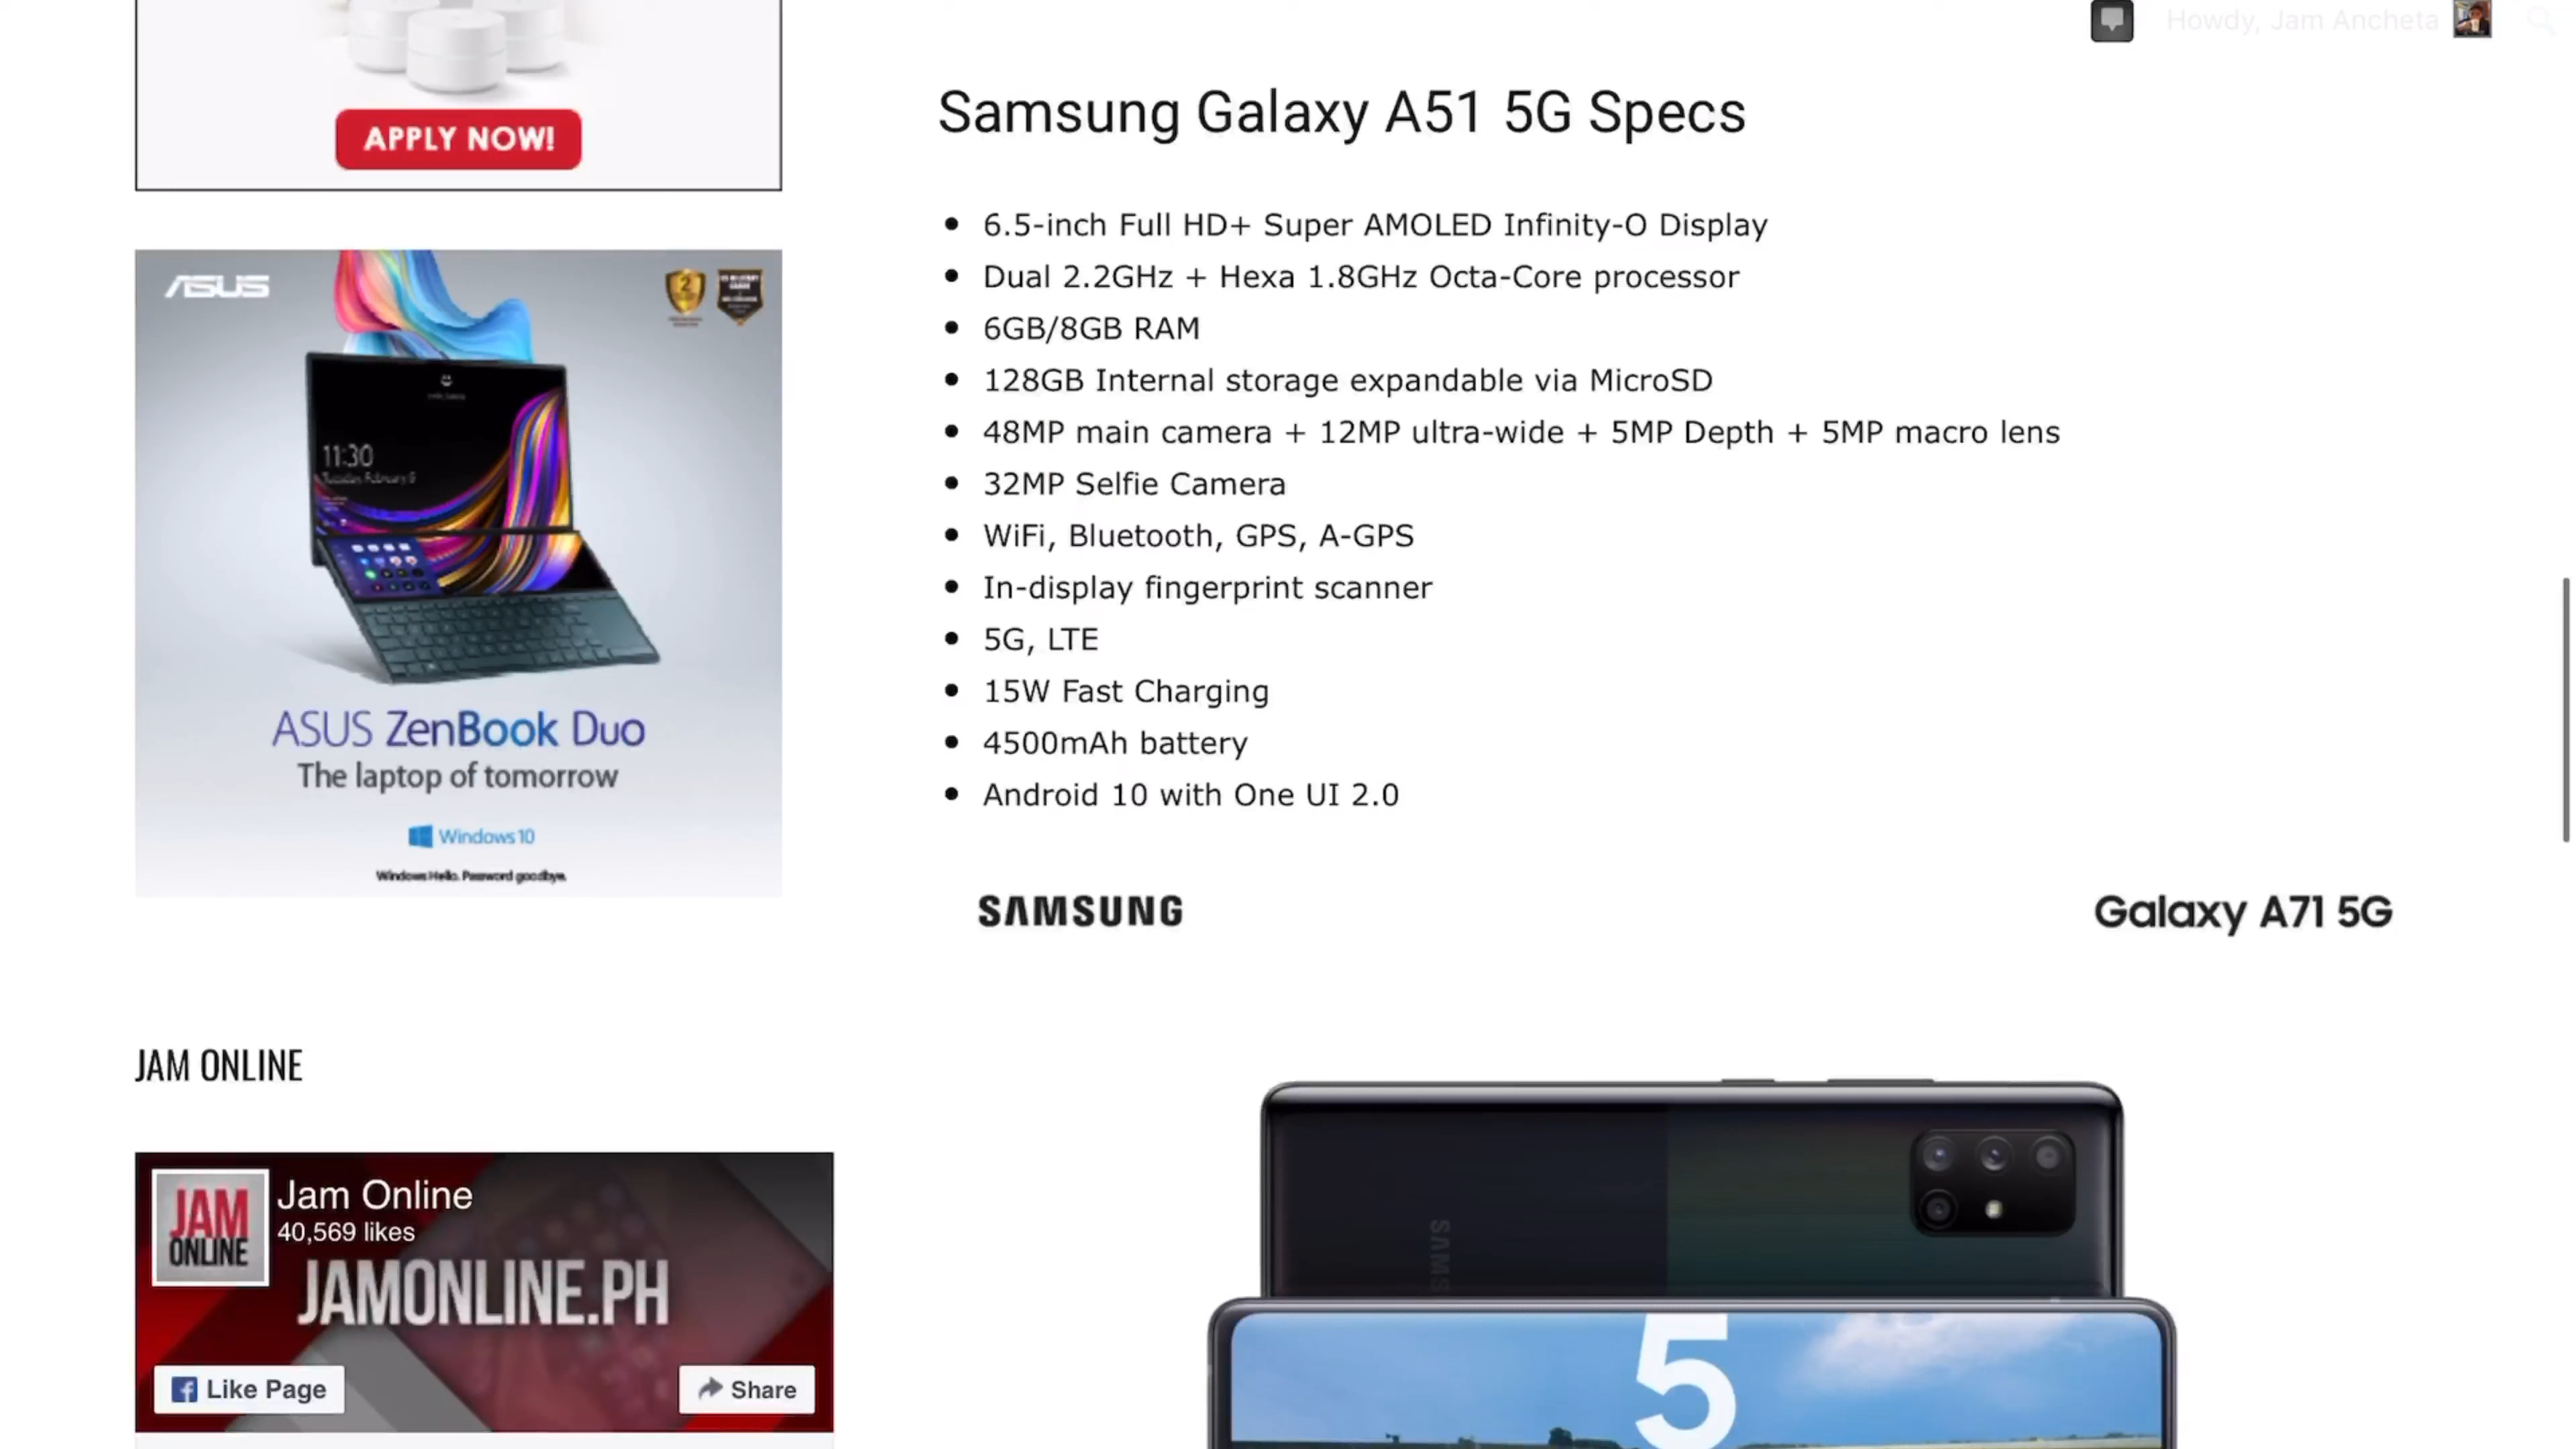 Howdy, Jam Ancheta
APPLY NOW!
Samsung Galaxy A51 5G Specs
6.5-inch Full HD+ Super AMOLED Infinity-O Display
Dual 2.2GHz + Hexa 1.8GHz Octa-Core processor
6GB/8GB RAM
128GB Internal storage expandable via MicroSD
48MP main camera + 12MP ultra-wide + 5MP Depth + 5MP macro lens
32MP Selfie Camera
WiFi, Bluetooth, GPS, A-GPS
In-display fingerprint scanner
5G, LTE
15W Fast Charging
4500mAh battery
Android 10 with One UI 2.0
ASUS
2
11:30
Tuesday February 9
ASUS ZenBook Duo
The laptop of tomorrow
Windows 10
Windows Hello. Password goodbye.
SAMSUNG
Galaxy A71 5G
JAM ONLINE
JAM
ONLINE
Jam Online
40,569 likes
JAMONLINE.PH
Like Page
Share
SAMS
5